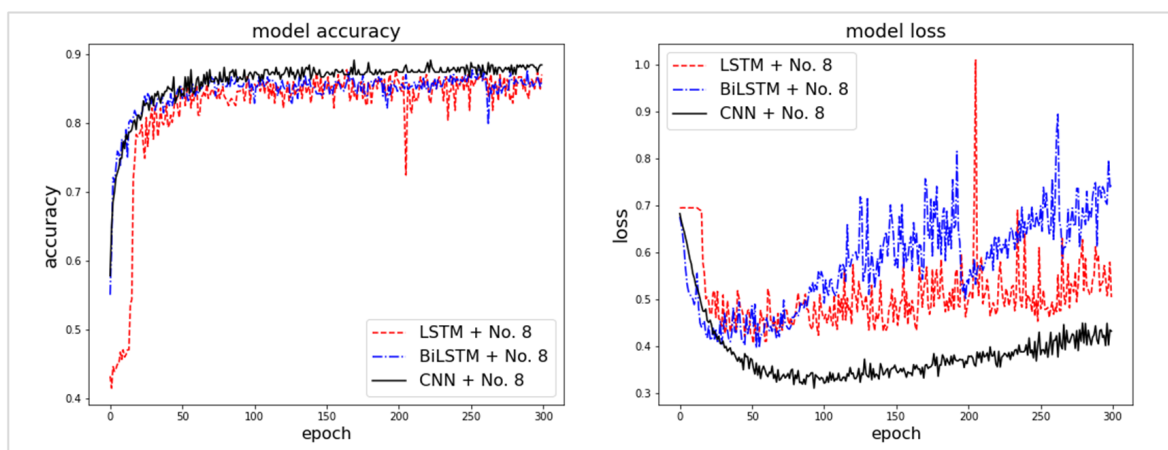 model accuracy
accuracy
0.9
0.8
0.7
0.6
0.5
0.4
LSTM + No. 8
BiLSTM + No. 8
CNN + No. 8
0 50 100 150 200 250 300
epoch
model loss
loss
1.0
0.9
0.8
0.7
0.6
0.5
0.4
0.3
LSTM + No. 8
BiLSTM + No. 8
CNN + No. 8
0 50 100 150 200 250 300
epoch